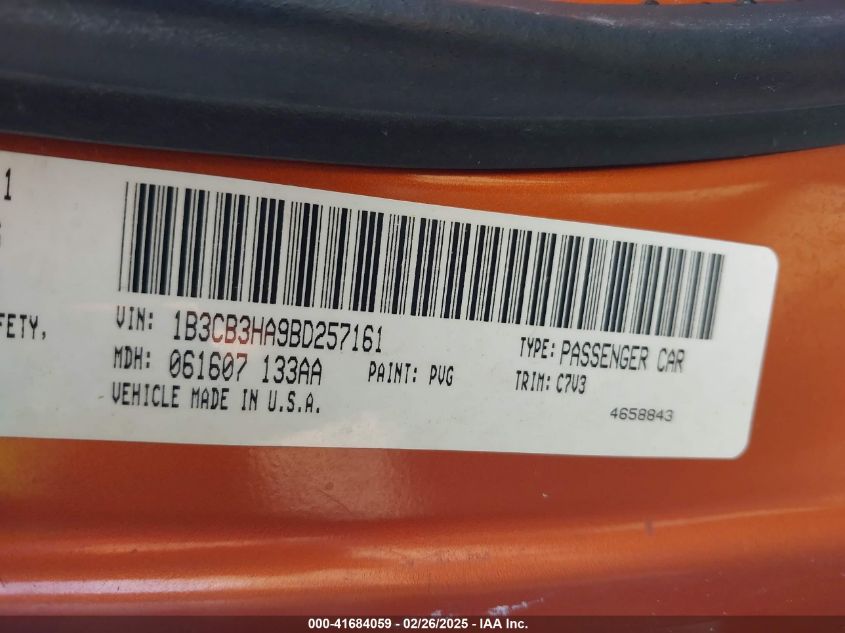 1
FETY,
VIN: 1B3CB3HA9BD257161
TYPE: PASSENGER CAR
MDH: 061607 133AA
PAINT: PVG
TRIM: C7V3
VEHICLE MADE IN U.S.A.
4658843
000-41684059 - 02/26/2025 - IAA Inc.